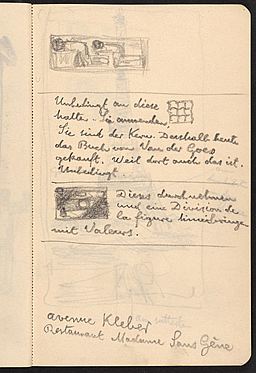 Unbedingt an diese
halten. Sie anwenden.
Sie sind der Kern. Deshalb heute
das Buch von Van der Goes
gekauft. Weil dort auch das ist.
Unbedingt
Dieses durchnehmen
und eine Division de
la figure
mit Valeurs.
avenue Kleber
Restaurant Madame Sans Gêne